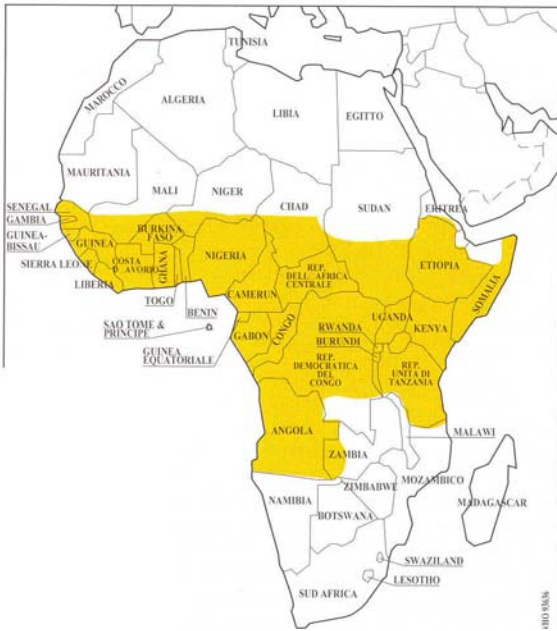 TUNISIA
MAROCCO
ALGERIA
LIBIA
EGITTO
MAURITANIA
MALI
NIGER
CHAD
SUDAN
ERITREA
SENEGAL
GAMBIA
GUINEA-
BISSAU
GUINEA
SIERRA LEONE
LIBERIA
COSTA
D'AVORIO
BURKINA
FASO
GHANA
TOGO
BENIN
NIGERIA
CAMERUN
REP.
DELL'AFRICA
CENTRALE
ETIOPIA
SOMALIA
SAO TOME &
PRINCIPE
GUINEA
EQUATORIALE
GABON
CONGO
RWANDA
BURUNDI
UGANDA
KENYA
REP.
DEMOCRATICA
DEL
CONGO
REP.
UNITA DI
TANZANIA
ANGOLA
ZAMBIA
MALAWI
MOZAMBICO
ZIMBABWE
NAMIBIA
BOTSWANA
MADAGASCAR
SWAZILAND
LESOTHO
SUD AFRICA